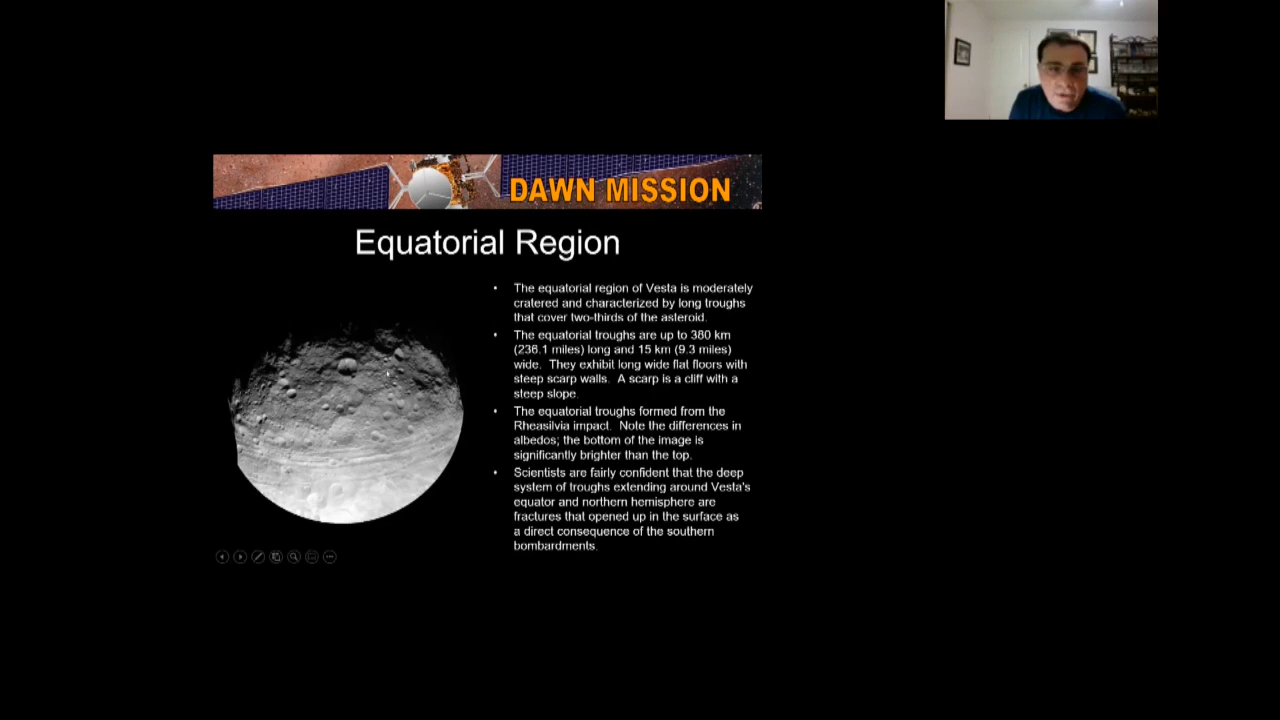 DAWN MISSION
Equatorial Region
• The equatorial region of Vesta is moderately
cratered and characterized by long troughs
that cover two-thirds of the asteroid.
• The equatorial troughs are up to 380 km
(236.1 miles) long and 15 km (9.3 miles)
wide. They exhibit long wide flat floors with
steep scarp walls. A scarp is a cliff with a
steep slope.
• The equatorial troughs formed from the
Rheasilvia impact. Note the differences in
albedos; the bottom of the image is
significantly brighter than the top.
• Scientists are fairly confident that the deep
system of troughs extending around Vesta's
equator and northern hemisphere are
fractures that opened up in the surface as
a direct consequence of the southern
bombardments.